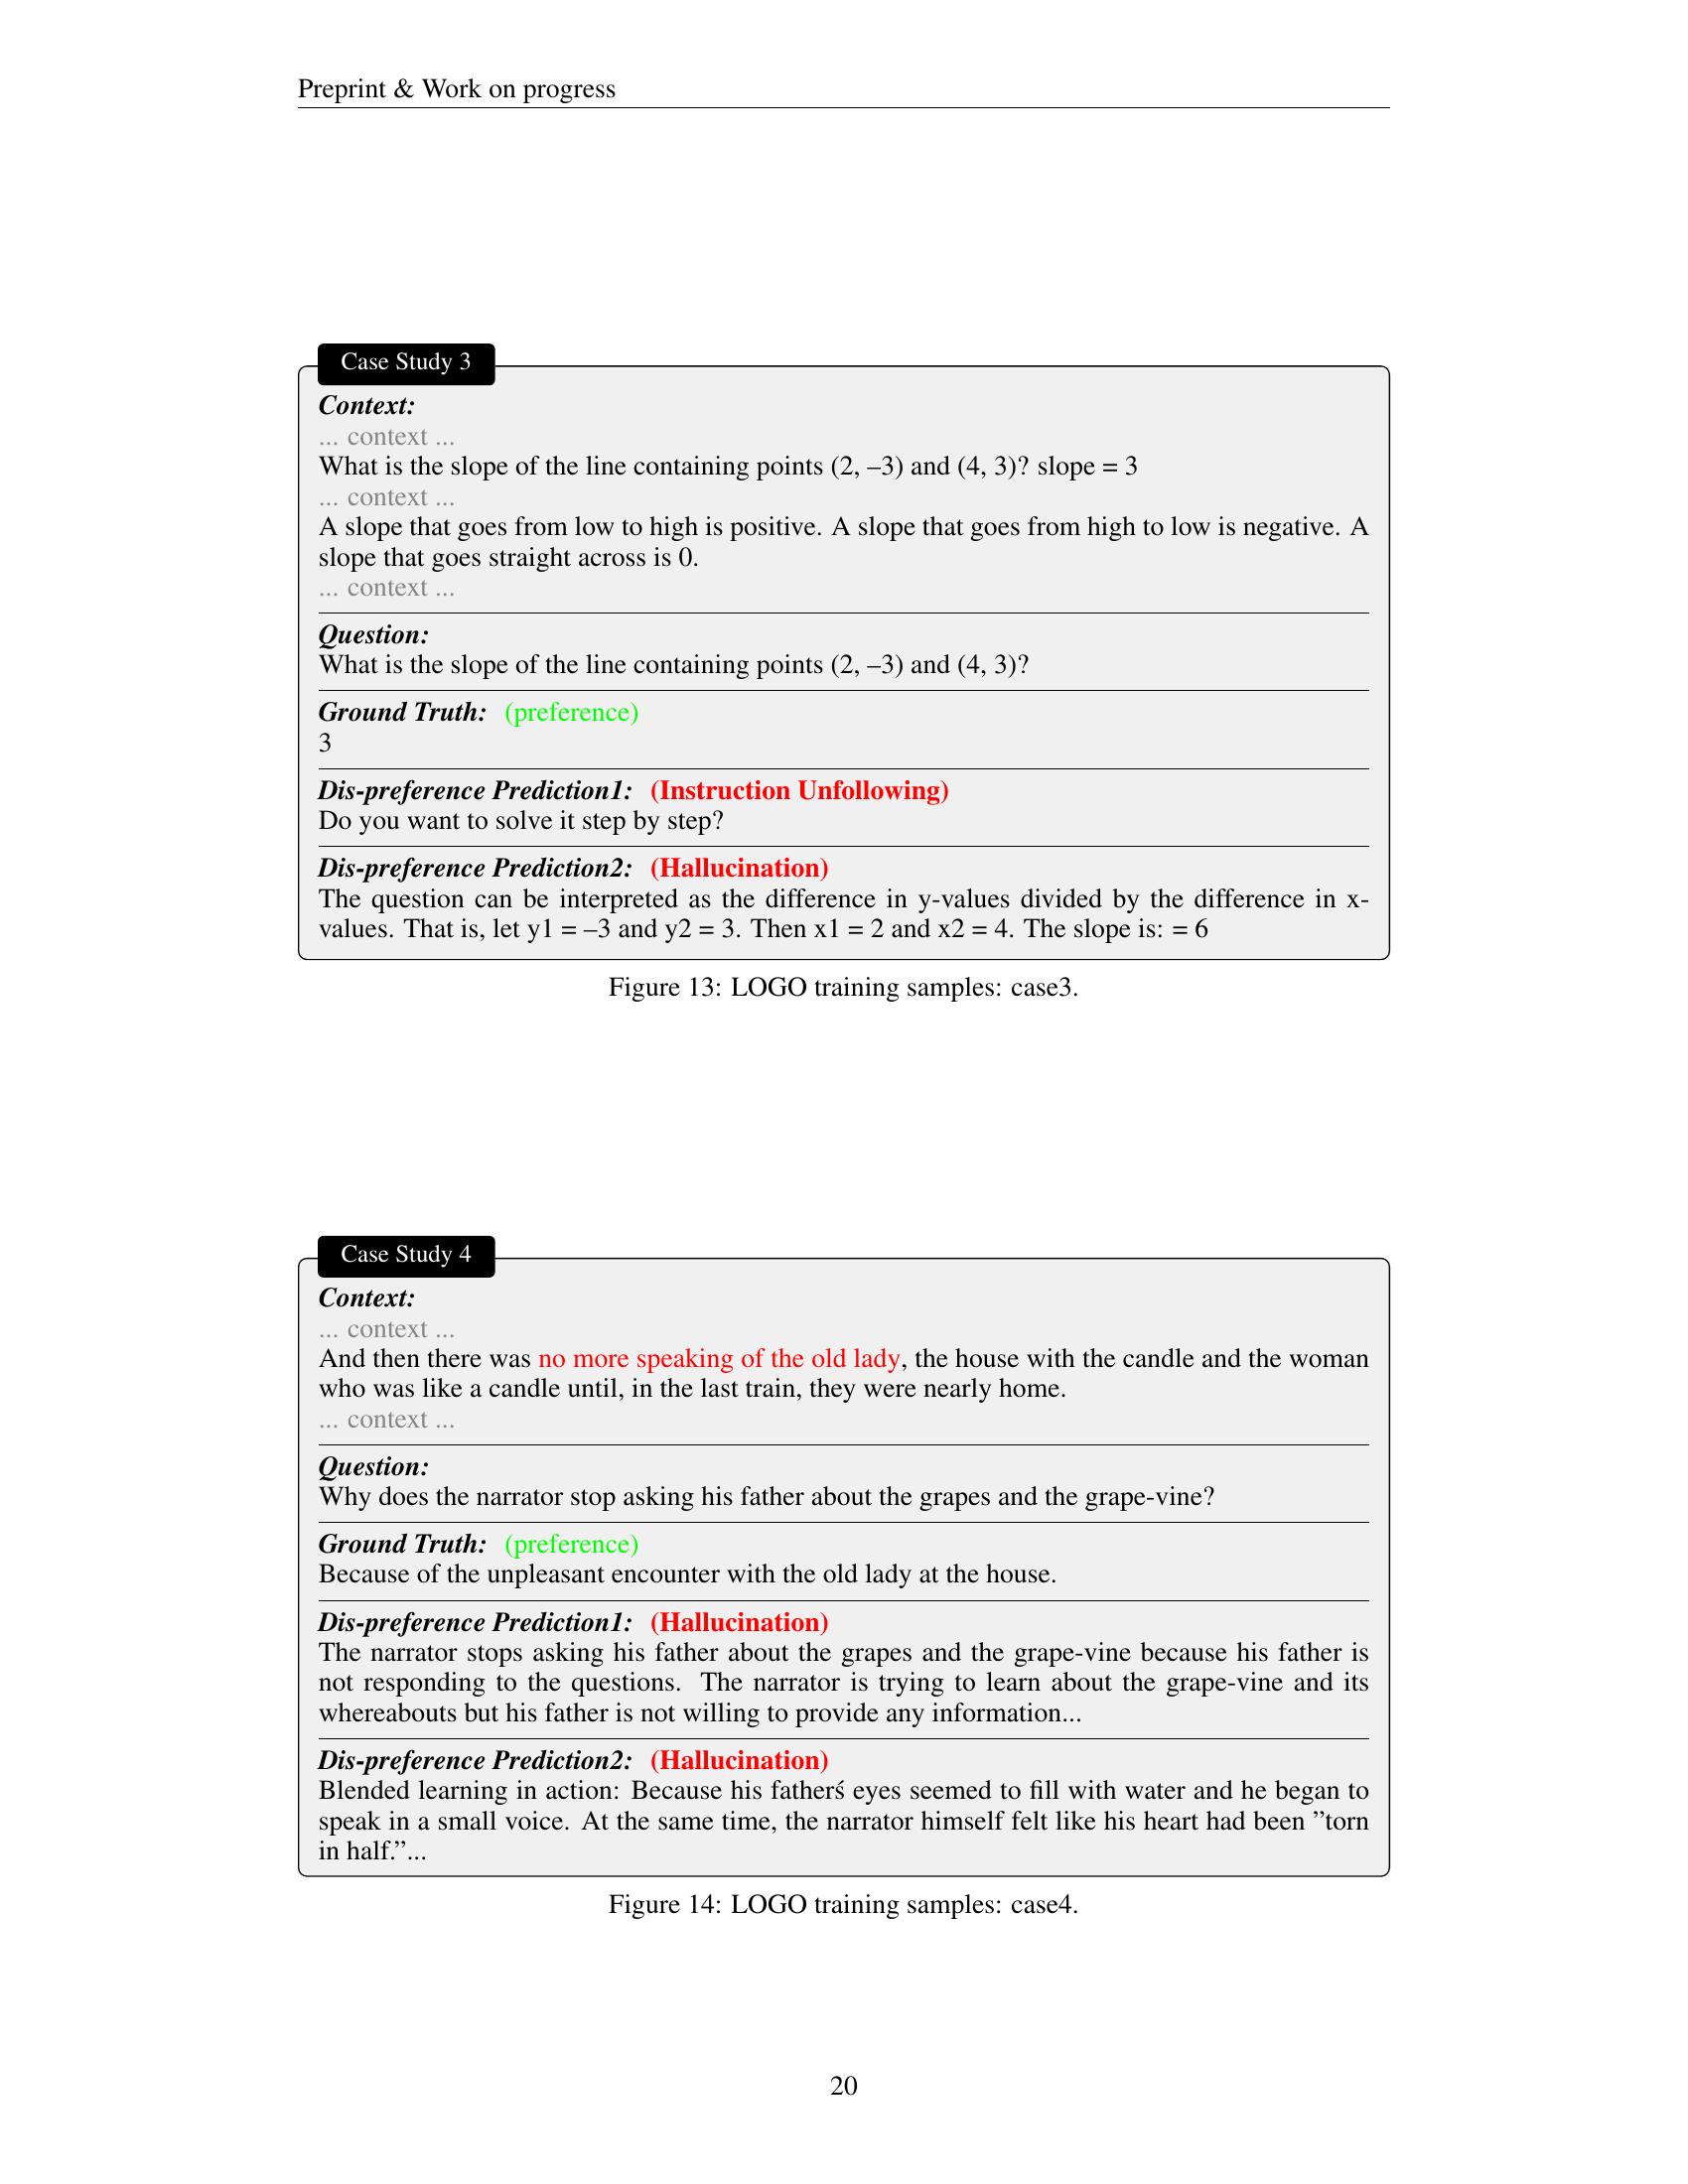 Preprint & Work on progress
Case Study 3
Context:
... context ...
What is the slope of the line containing points (2, –3) and (4, 3)? slope = 3
... context ...
A slope that goes from low to high is positive. A slope that goes from high to low is negative. A
slope that goes straight across is 0.
... context ...
Question:
What is the slope of the line containing points (2, –3) and (4, 3)?
Ground Truth: (preference)
3
Dis-preference Prediction1: (Instruction Unfollowing)
Do you want to solve it step by step?
Dis-preference Prediction2: (Hallucination)
The question can be interpreted as the difference in y-values divided by the difference in x-
values. That is, let y1 = –3 and y2 = 3. Then x1 = 2 and x2 = 4. The slope is: = 6
Figure 13: LOGO training samples: case3.
Case Study 4
Context:
... context ...
And then there was no more speaking of the old lady, the house with the candle and the woman
who was like a candle until, in the last train, they were nearly home.
... context ...
Question:
Why does the narrator stop asking his father about the grapes and the grape-vine?
Ground Truth: (preference)
Because of the unpleasant encounter with the old lady at the house.
Dis-preference Prediction1: (Hallucination)
The narrator stops asking his father about the grapes and the grape-vine because his father is
not responding to the questions. The narrator is trying to learn about the grape-vine and its
whereabouts but his father is not willing to provide any information...
Dis-preference Prediction2: (Hallucination)
Blended learning in action: Because his fatherś eyes seemed to fill with water and he began to
speak in a small voice. At the same time, the narrator himself felt like his heart had been ”torn
in half.”...
Figure 14: LOGO training samples: case4.
20